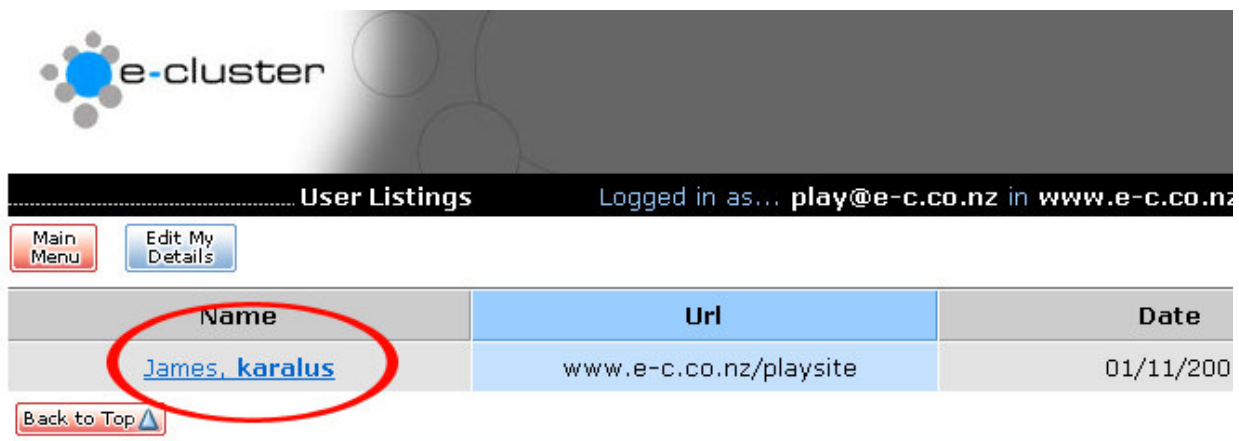 e-cluster
User Listings Logged in as... play@e-c.co.nz in www.e-c.co.nz
Main Menu
Edit My Details
Name Url Date
James, karalus www.e-c.co.nz/playsite 01/11/200
Back to Top